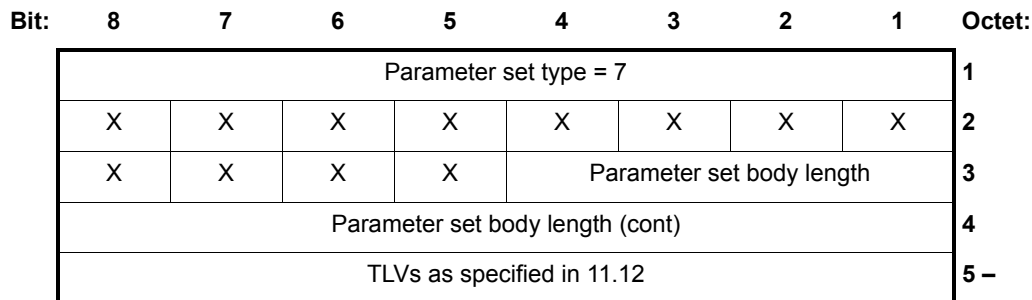 Bit: 8 7 6 5 4 3 2 1 Octet:
Parameter set type = 7 1
X X X X X X X X 2
X X X X Parameter set body length 3
Parameter set body length (cont) 4
TLVs as specified in 11.12 5 –